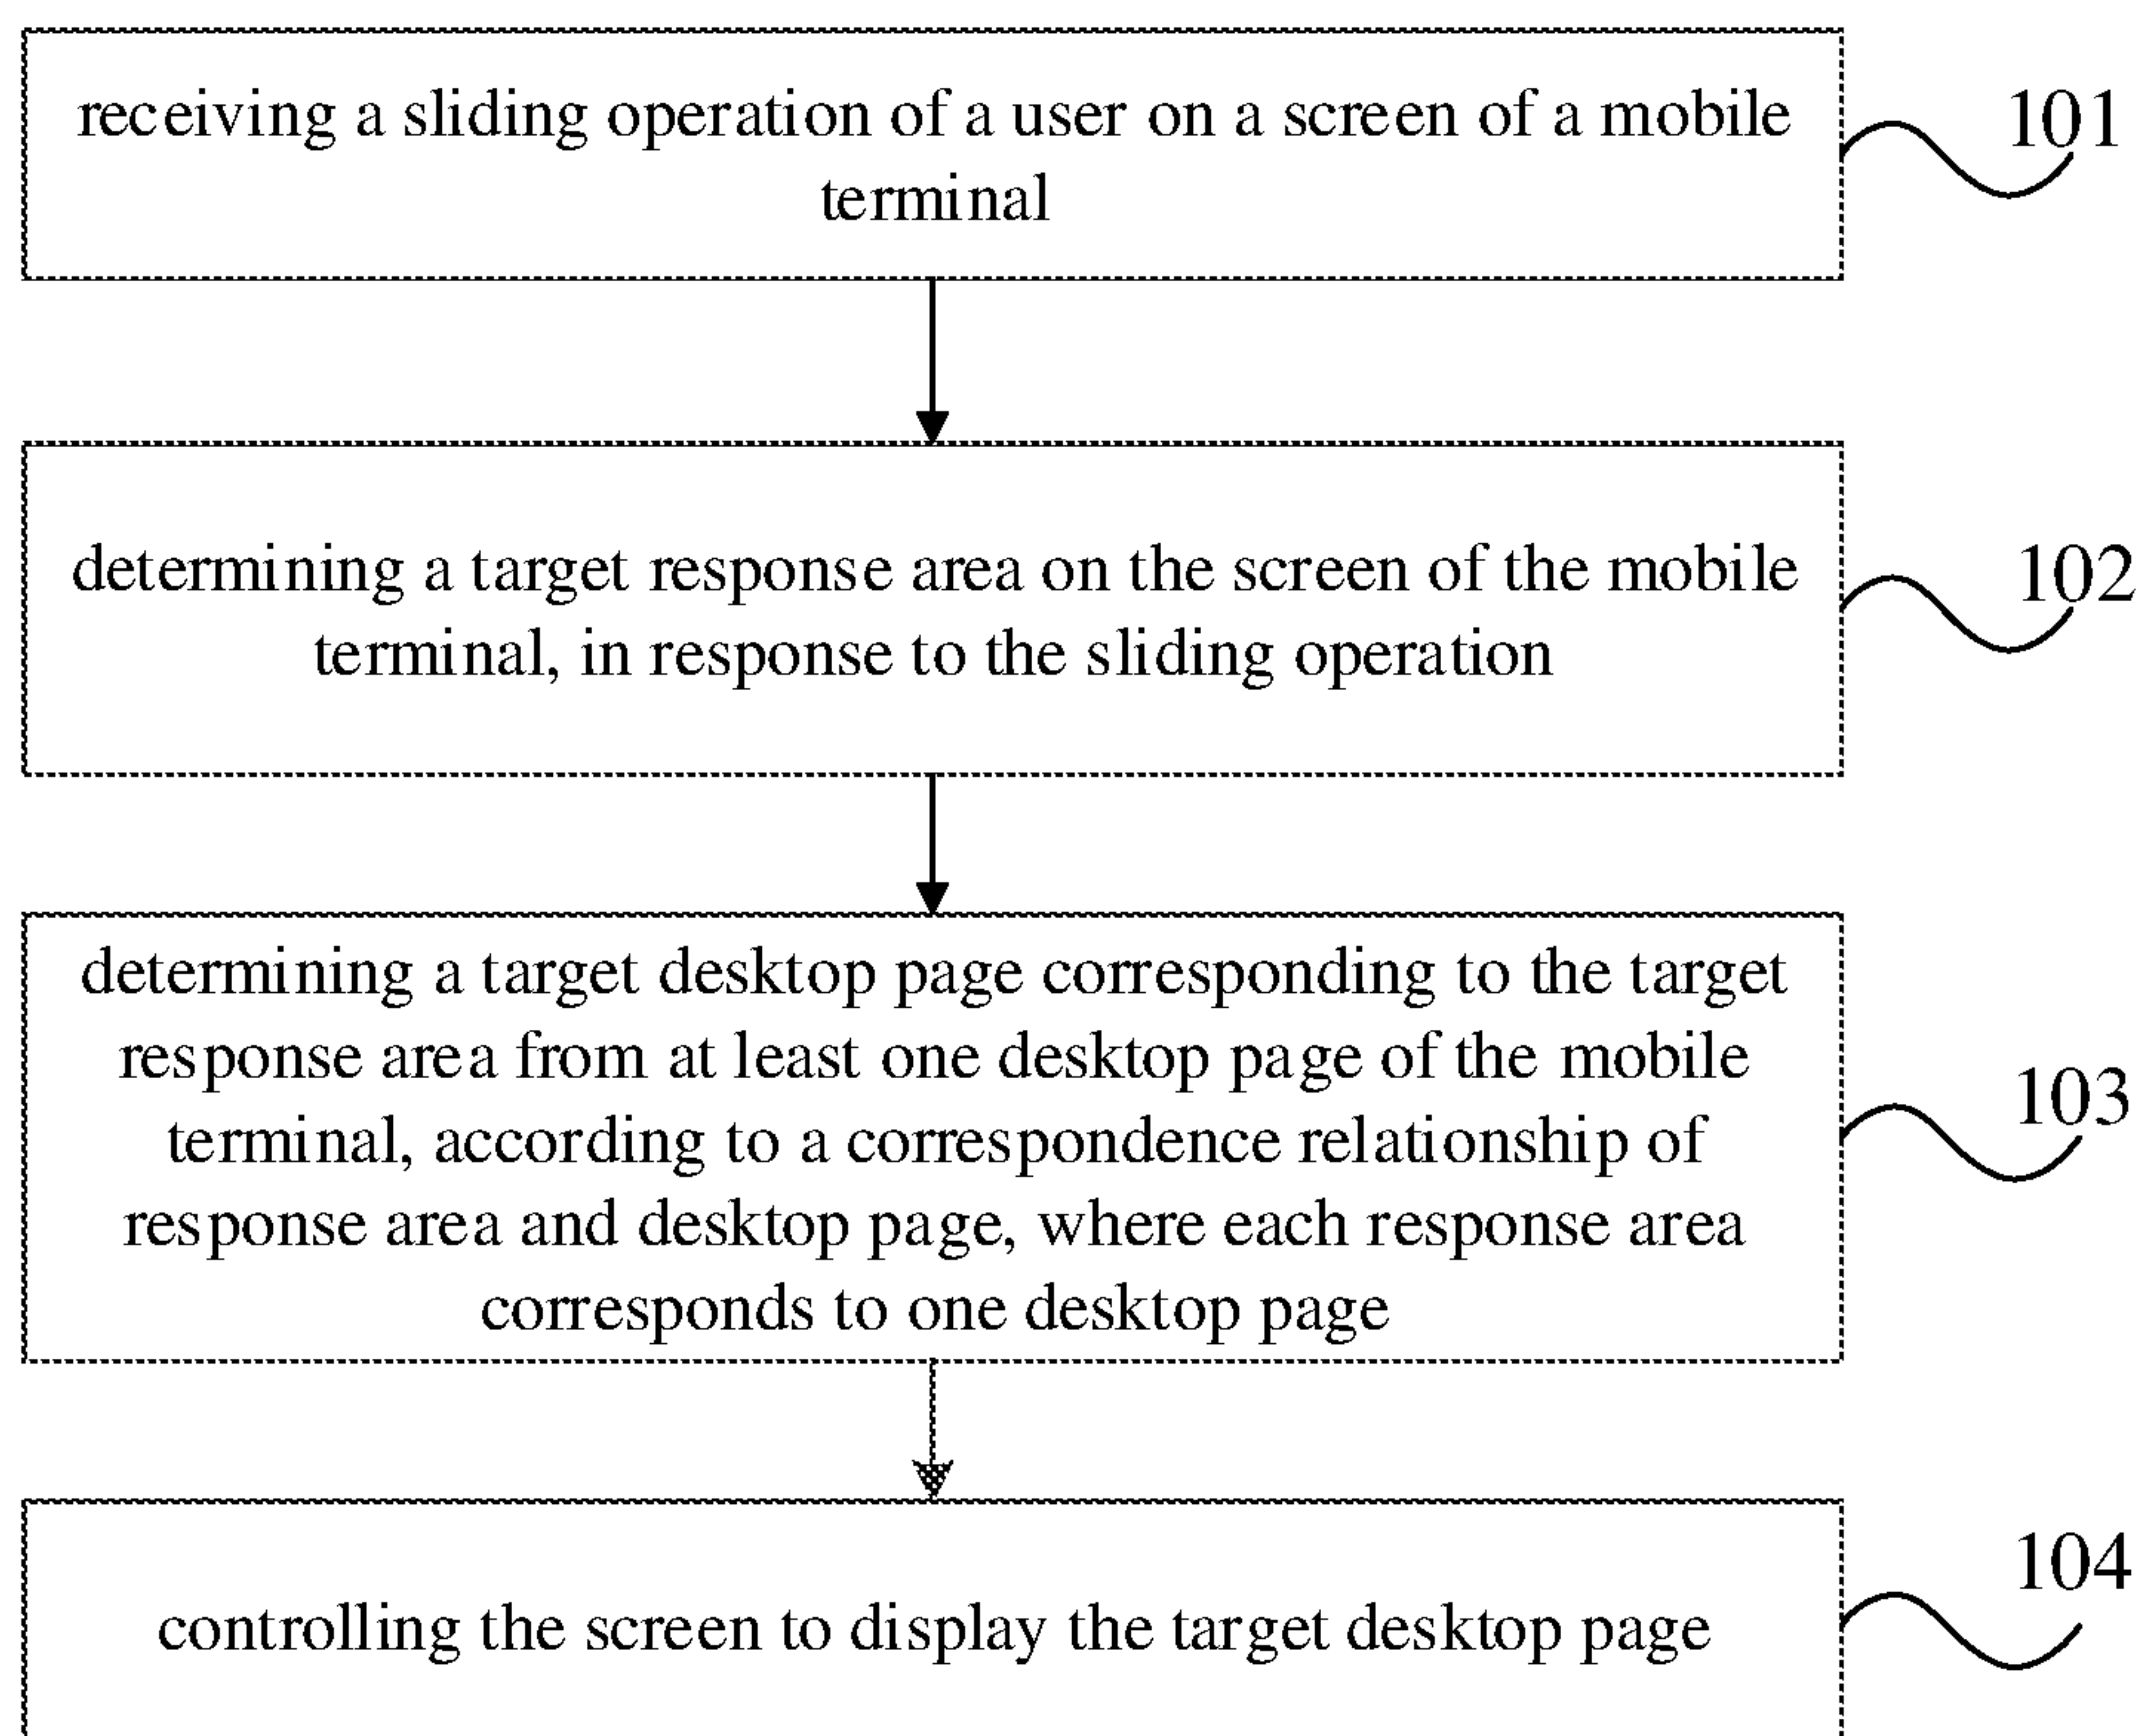 receiving a sliding operation of a user on a screen of a mobile
terminal
101
determining a target response area on the screen of the mobile
terminal, in response to the sliding operation
102
determining a target desktop page corresponding to the target
response area from at least one desktop page of the mobile
terminal, according to a correspondence relationship of
response area and desktop page, where each response area
corresponds to one desktop page
103
controlling the screen to display the target desktop page
104